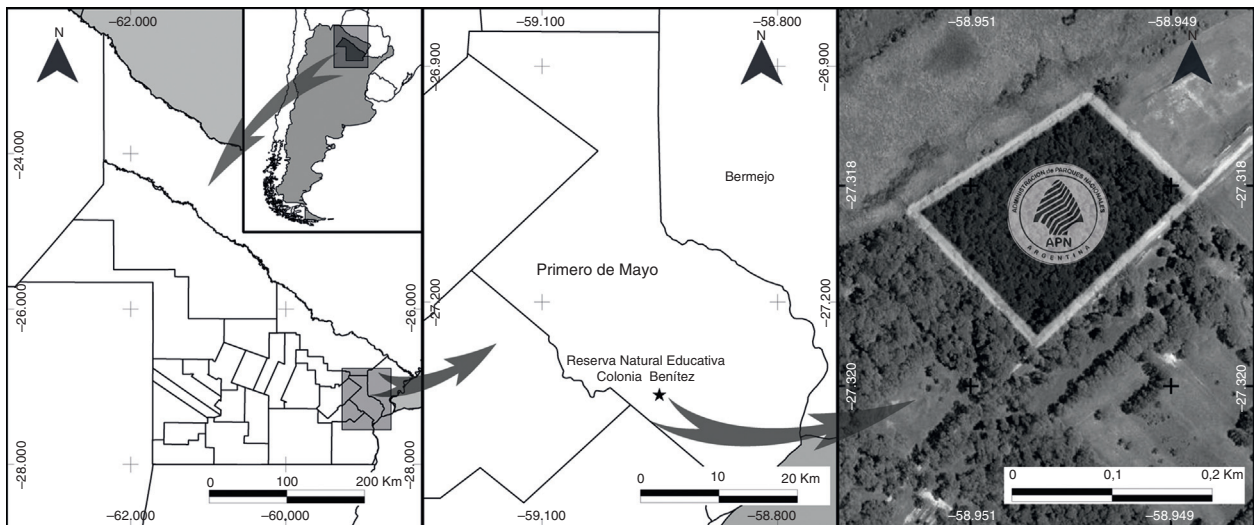 −62.000
N
−24.000
−26.000
−28.000
0 100 200 Km
−62.000 −60.000
−59.100 −58.800
N
−26.900 −26.900
Bermejo
Primero de Mayo
−27.200 −27.200
Reserva Natural Educativa
Colonia Benítez
0 10 20 Km
−59.100 −58.800
−58.951 −58.949
N
−27.318 −27.318
ADMINISTRACION de PARQUES NACIONALES
APN
ARGENTINA
−27.320 −27.320
0 0,1 0,2 Km
−58.951 −58.949
−24.000
−26.000
−28.000